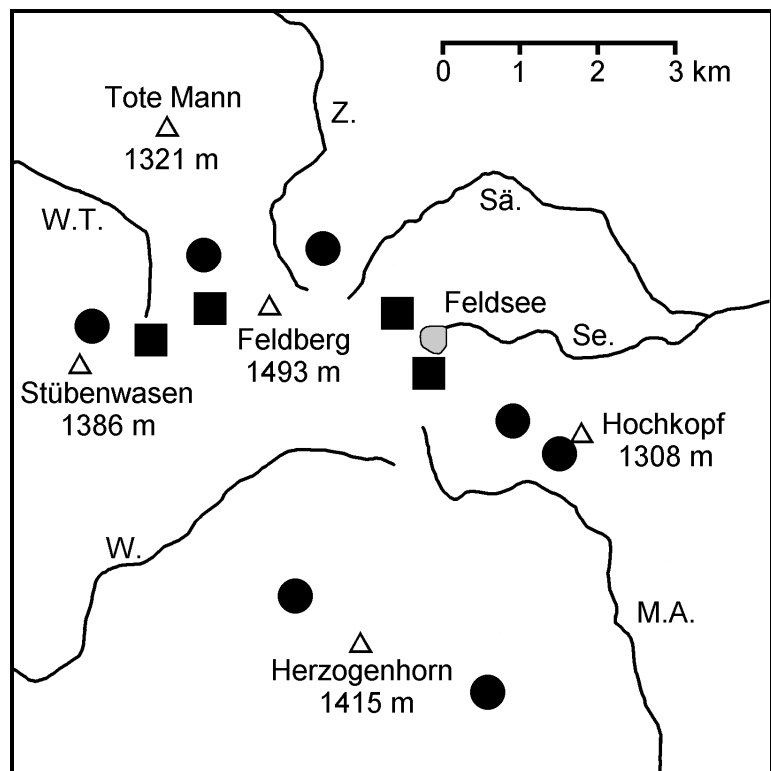 0 1 2 3 km
Tote Mann
1321 m
Z.
W.T.
Sä.
Feldsee
Feldberg
1493 m
Se.
Stübenwasen
1386 m
Hochkopf
1308 m
W.
M.A.
Herzogenhorn
1415 m